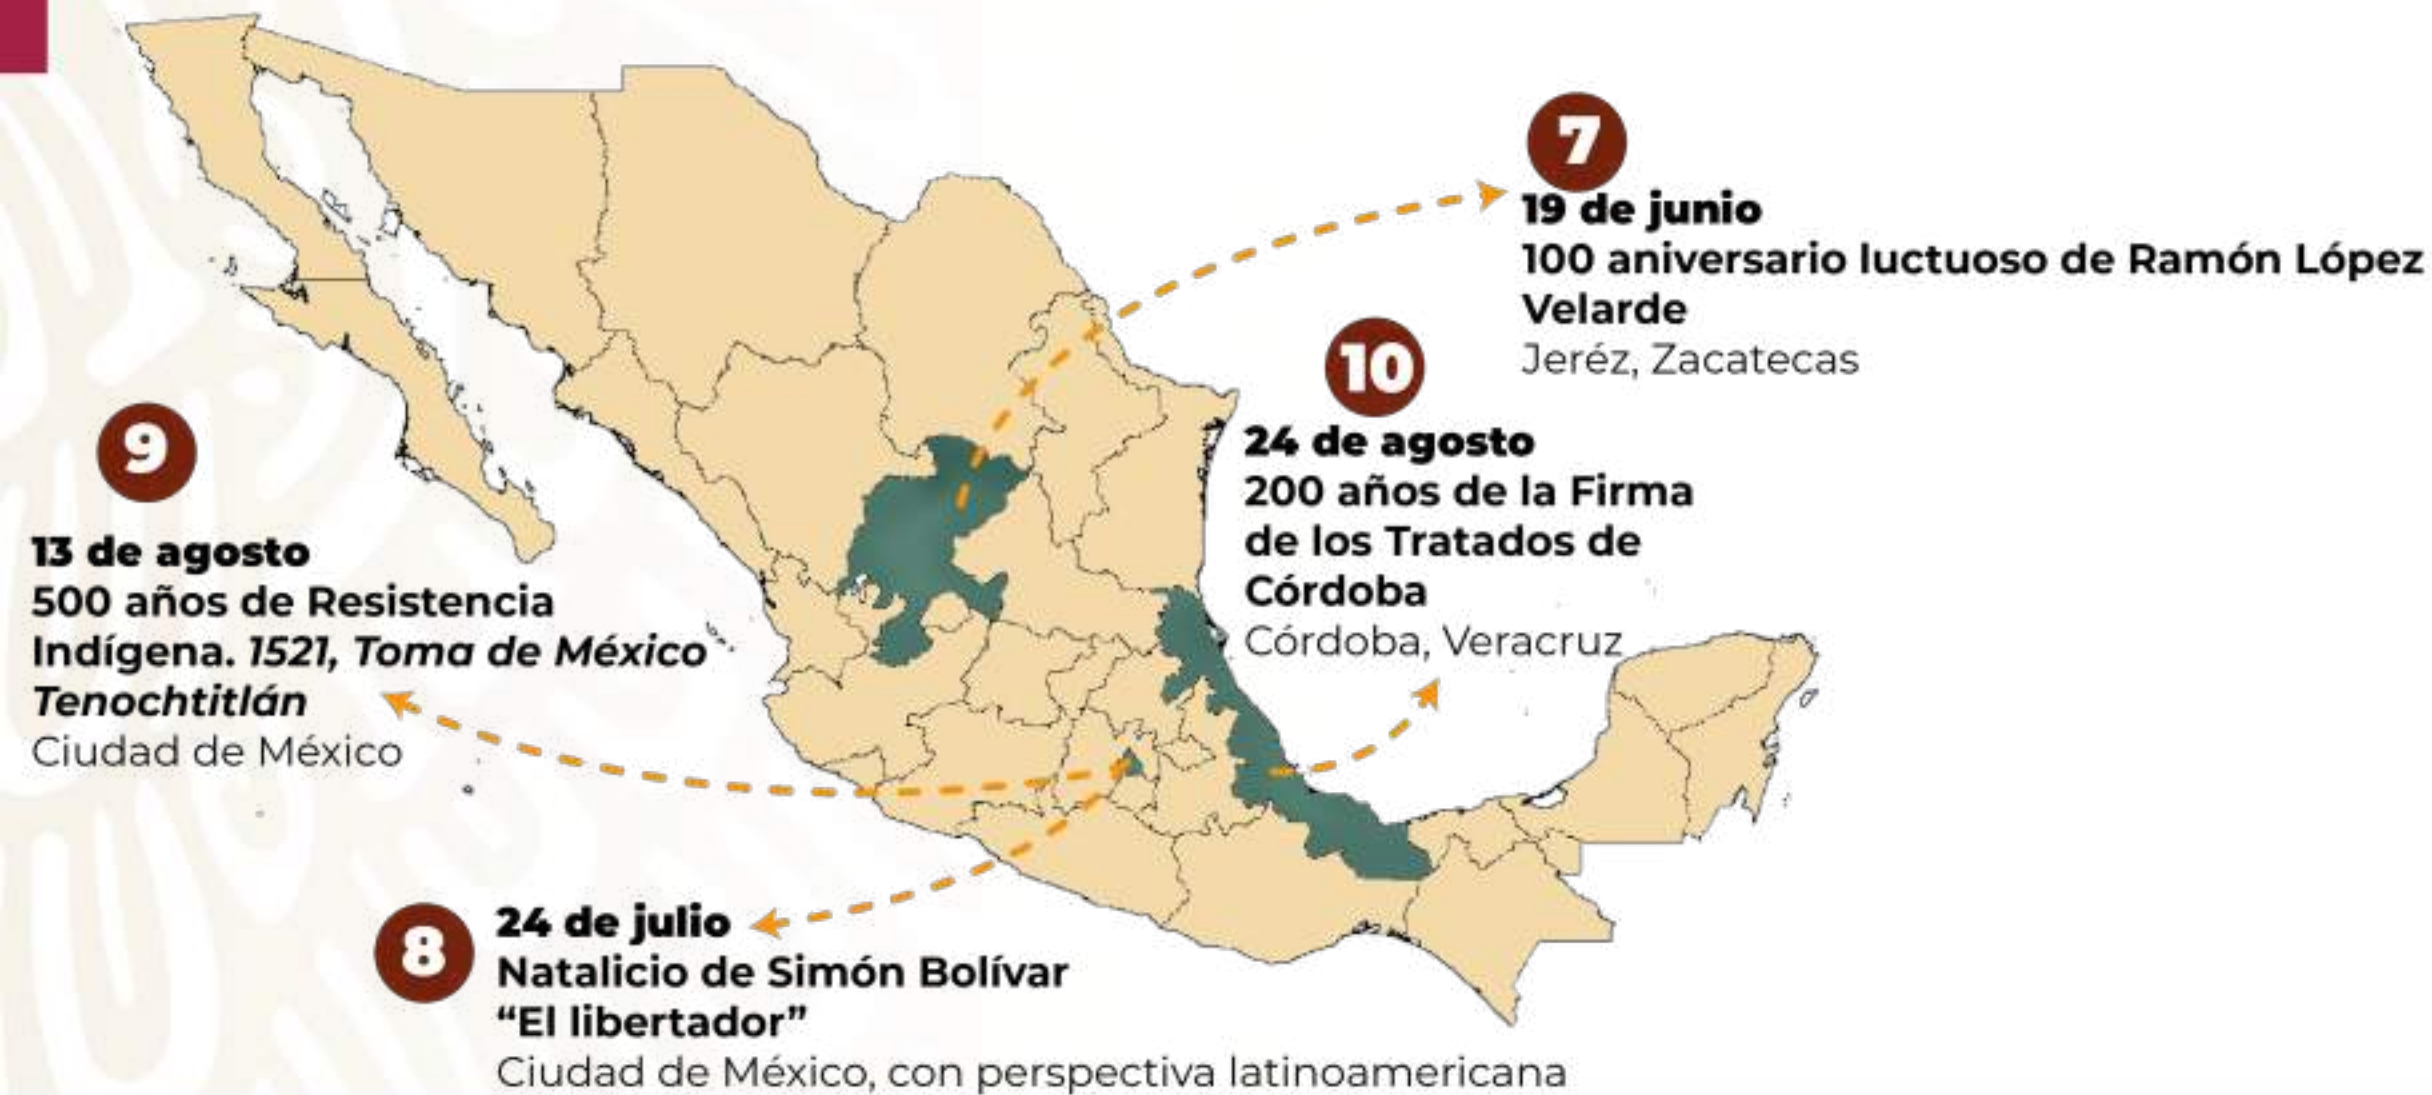 7
19 de junio
100 aniversario luctuoso de Ramón López
Velarde
Jeréz, Zacatecas
10
24 de agosto
200 años de la Firma
de los Tratados de
Córdoba
Córdoba, Veracruz
9
13 de agosto
500 años de Resistencia
Indígena. 1521, Toma de México
Tenochtitlán
Ciudad de México
8
24 de julio
Natalicio de Simón Bolívar
“El libertador”
Ciudad de México, con perspectiva latinoamericana